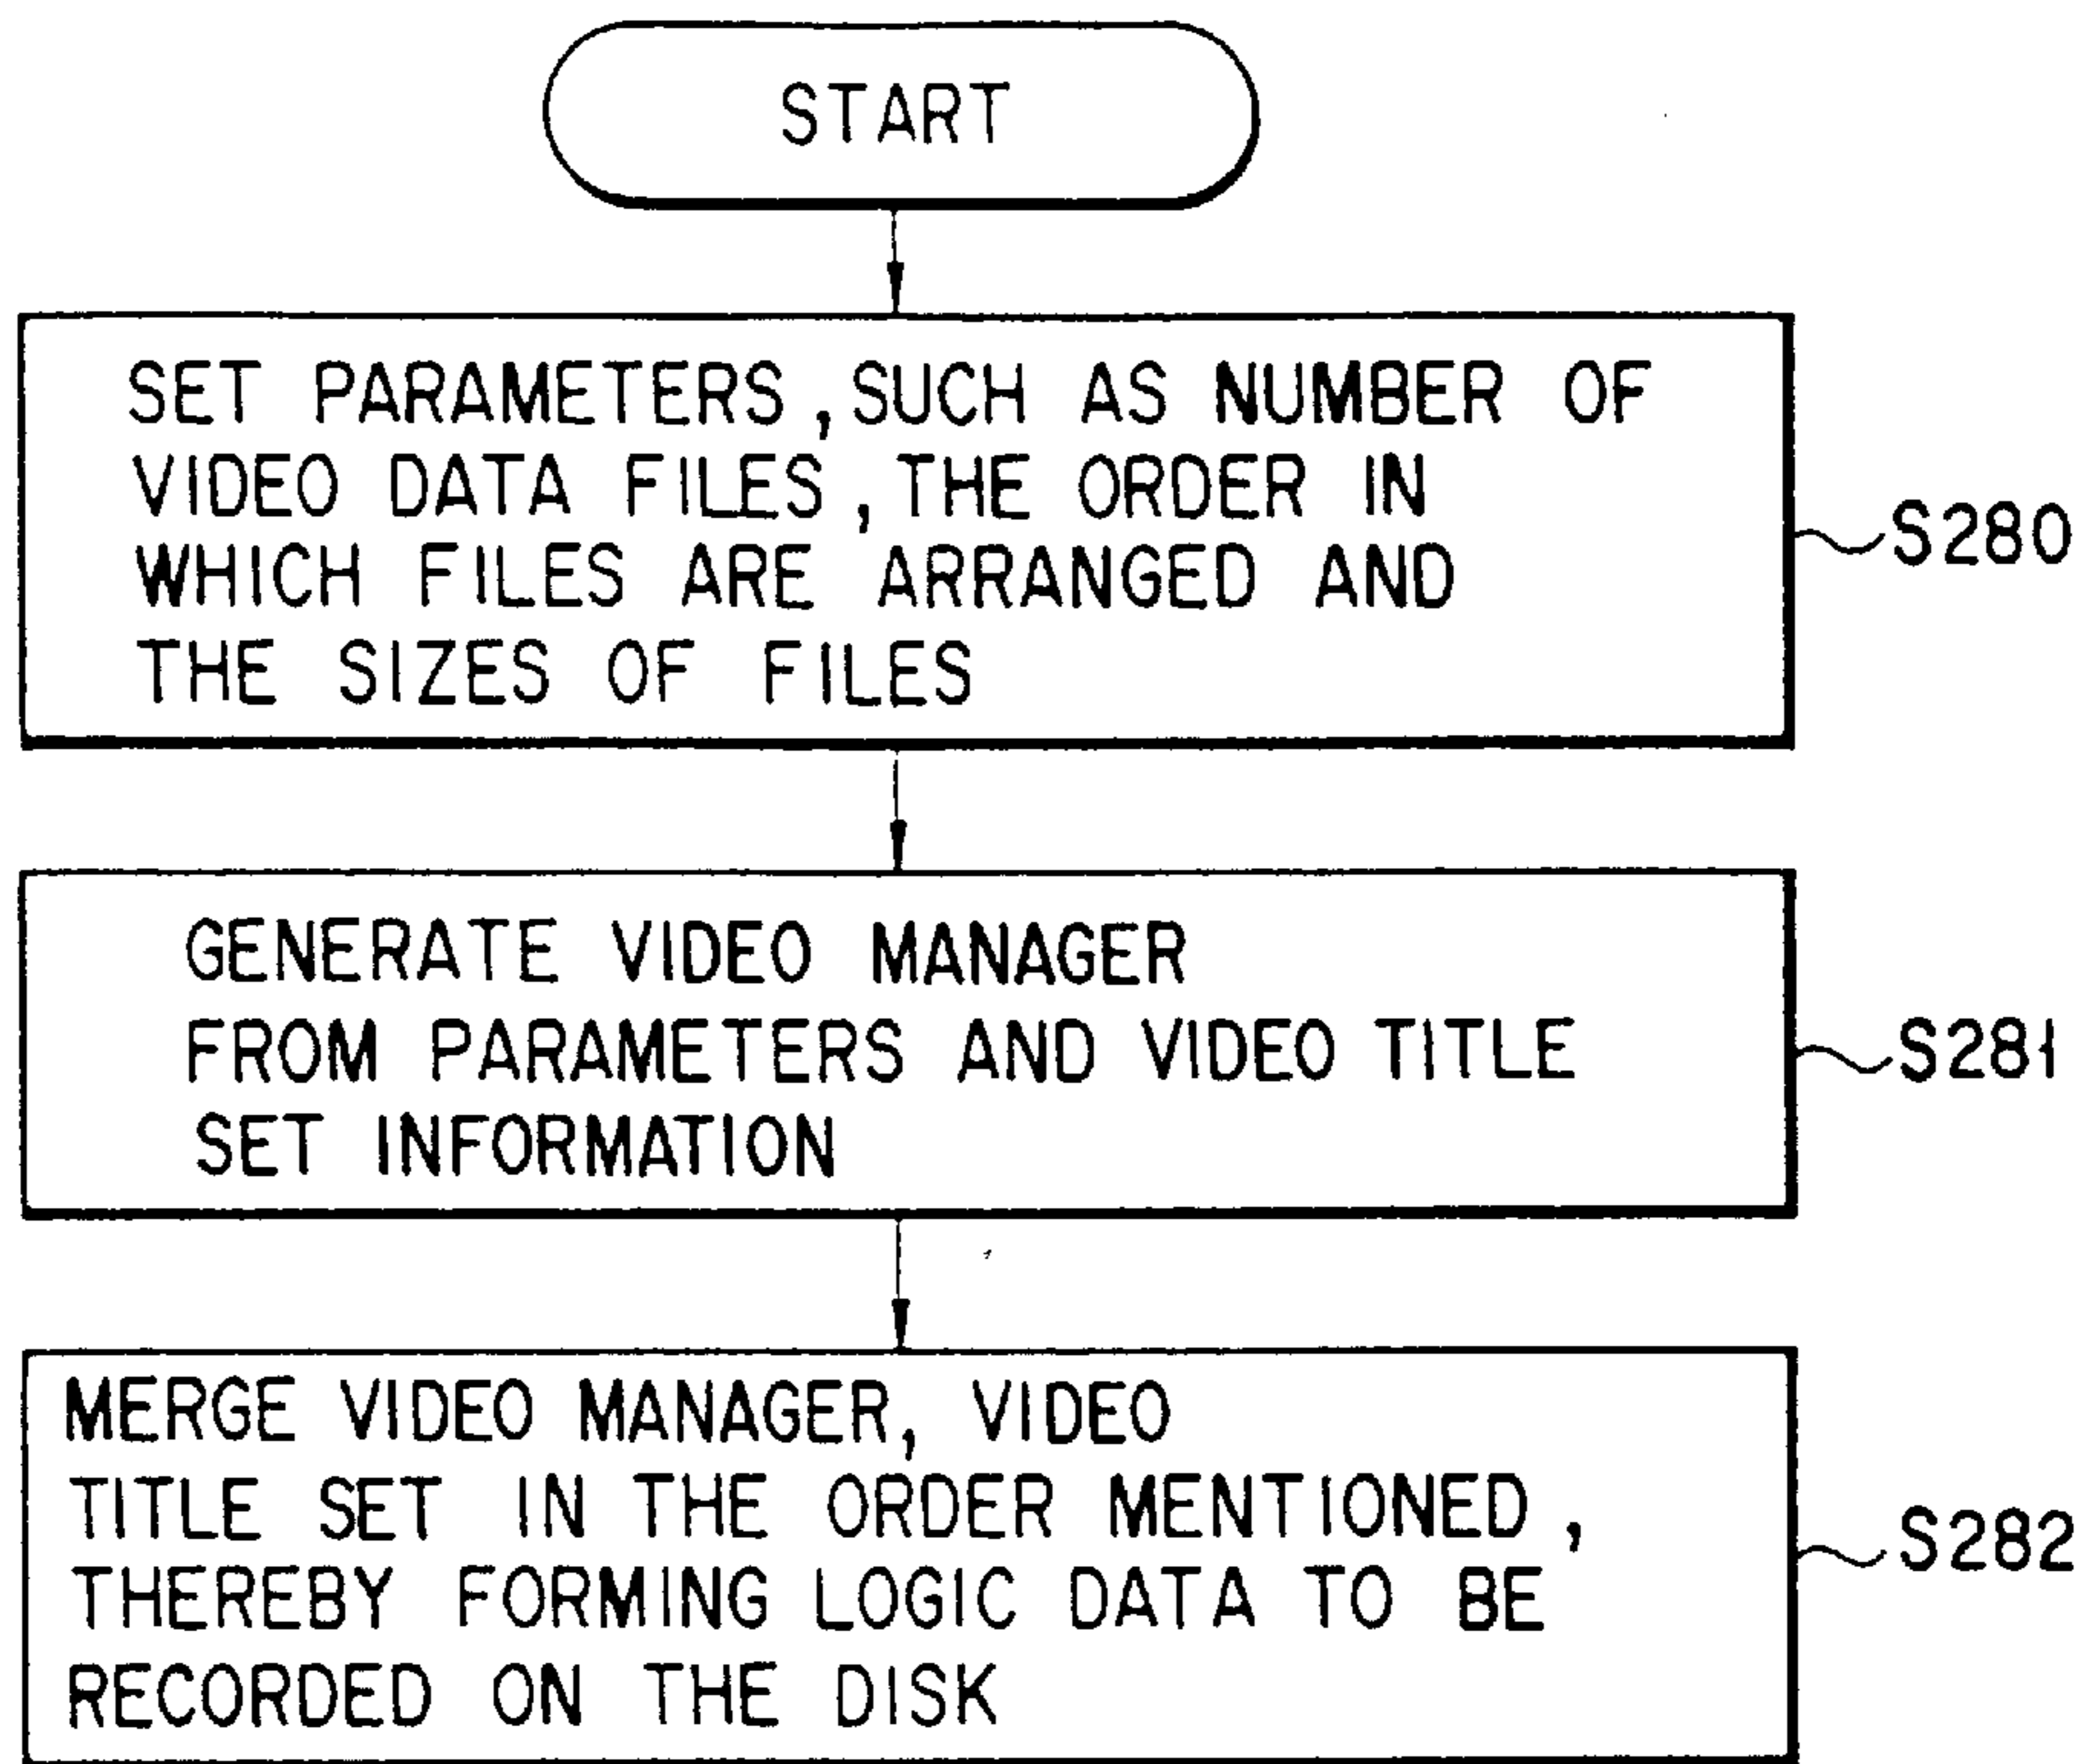 START
SET PARAMETERS, SUCH AS NUMBER OF
VIDEO DATA FILES, THE ORDER IN
WHICH FILES ARE ARRANGED AND
THE SIZES OF FILES
S280
GENERATE VIDEO MANAGER
FROM PARAMETERS AND VIDEO TITLE
SET INFORMATION
S281
MERGE VIDEO MANAGER, VIDEO
TITLE SET IN THE ORDER MENTIONED,
THEREBY FORMING LOGIC DATA TO BE
RECORDED ON THE DISK
S282